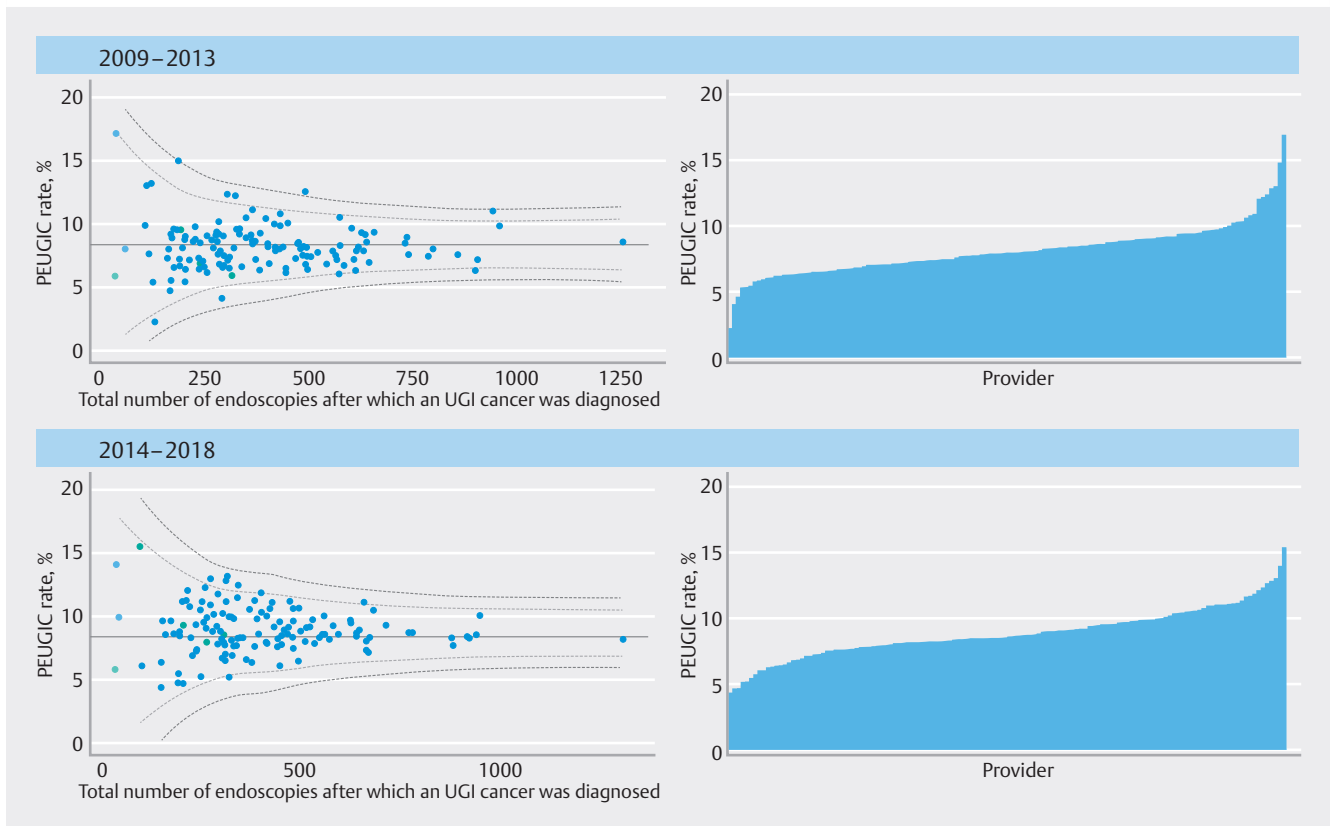 2009–2013
PEUGIC rate, %
20
15
10
5
0
0 250 500 750 1000 1250
Total number of endoscopies after which an UGI cancer was diagnosed
PEUGIC rate, %
20
15
10
5
0
Provider
2014–2018
PEUGIC rate, %
20
15
10
5
0
0 500 1000
Total number of endoscopies after which an UGI cancer was diagnosed
PEUGIC rate, %
20
15
10
5
0
Provider